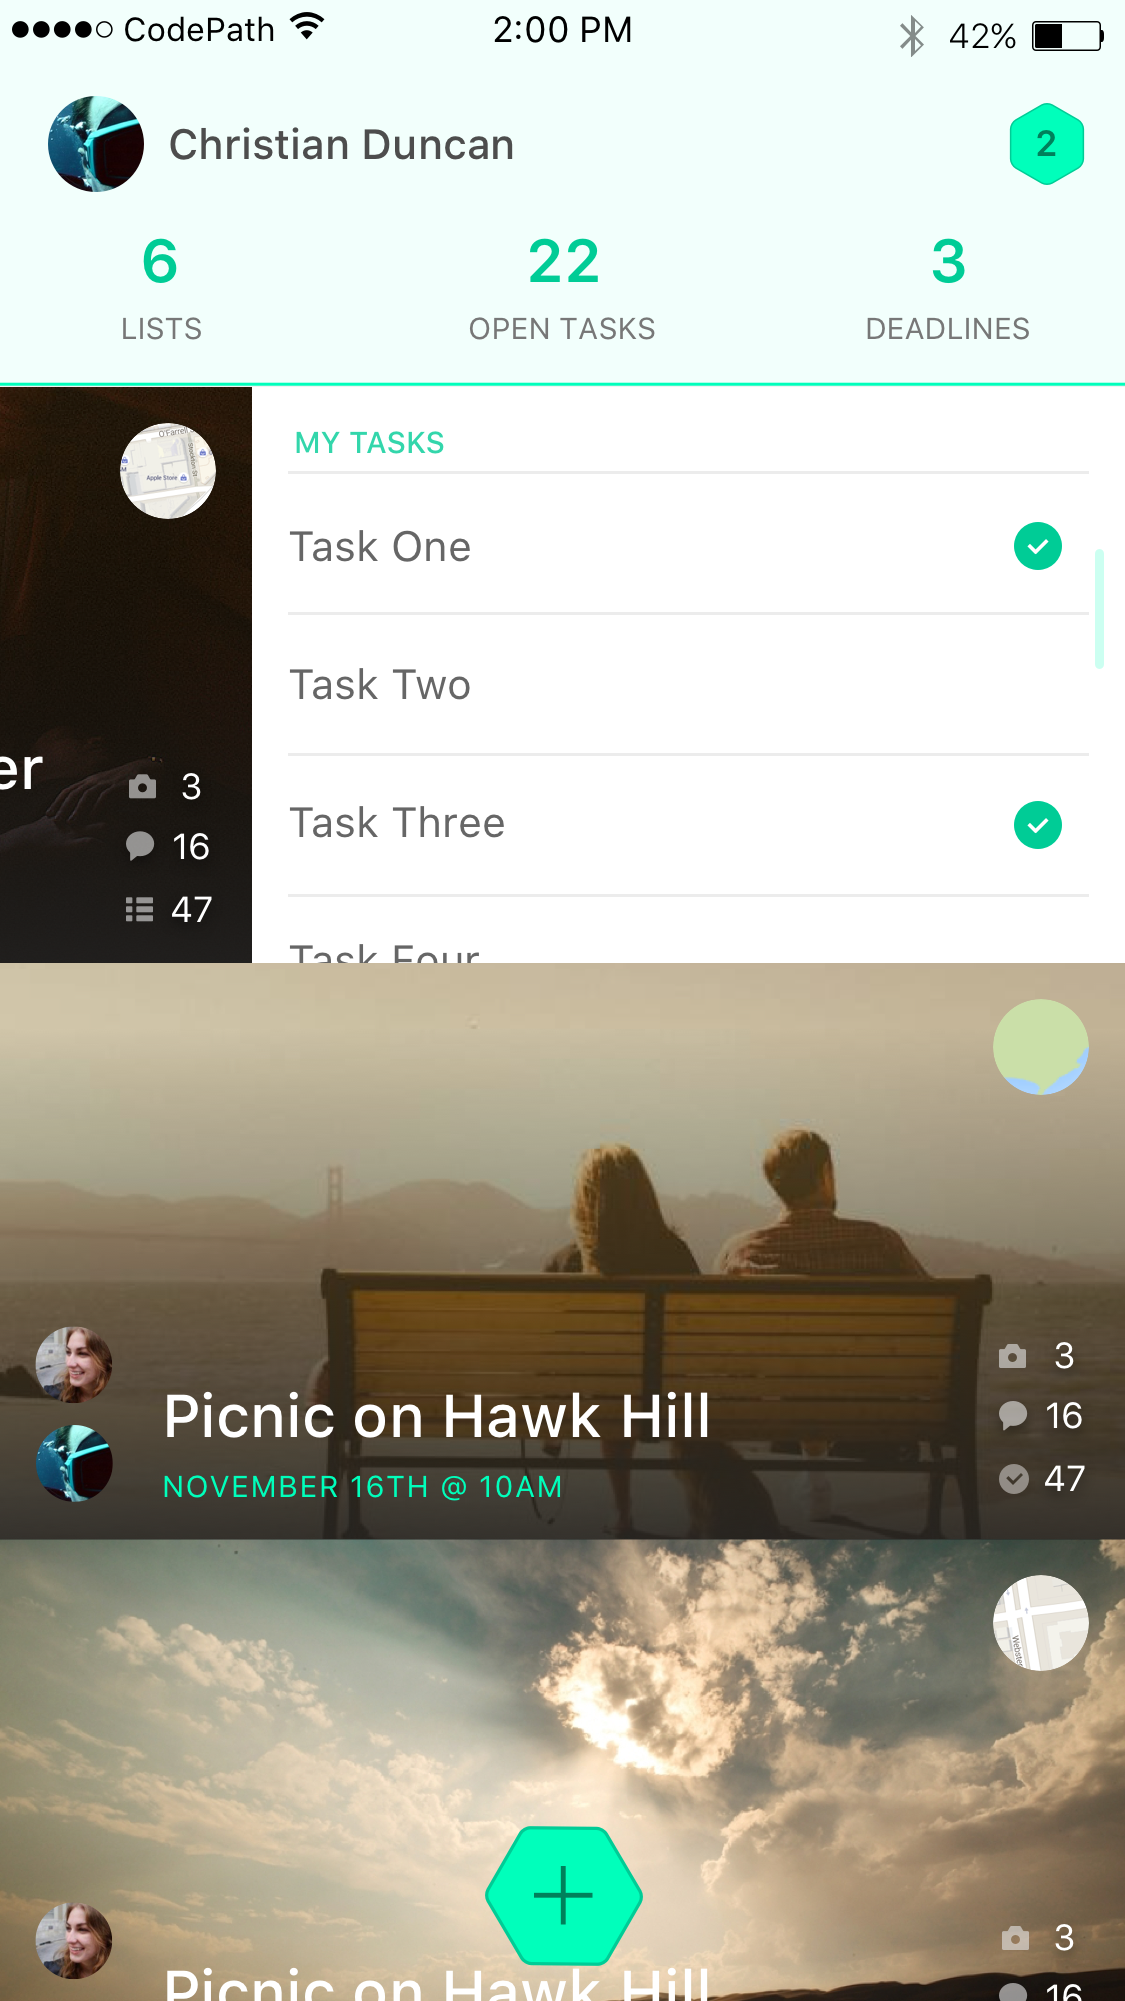 CodePath 2:00 PM 42%
Christian Duncan 2
6 22 3
LISTS OPEN TASKS DEADLINES
O'Farrell
Stockton St
Apple Store
MY TASKS
Task One
Task Two
er
3
Task Three
16
47
Task Four
3
Picnic on Hawk Hill
16
NOVEMBER 16TH @ 10AM
47
Webster
3
Picnic on Hawk Hill
16